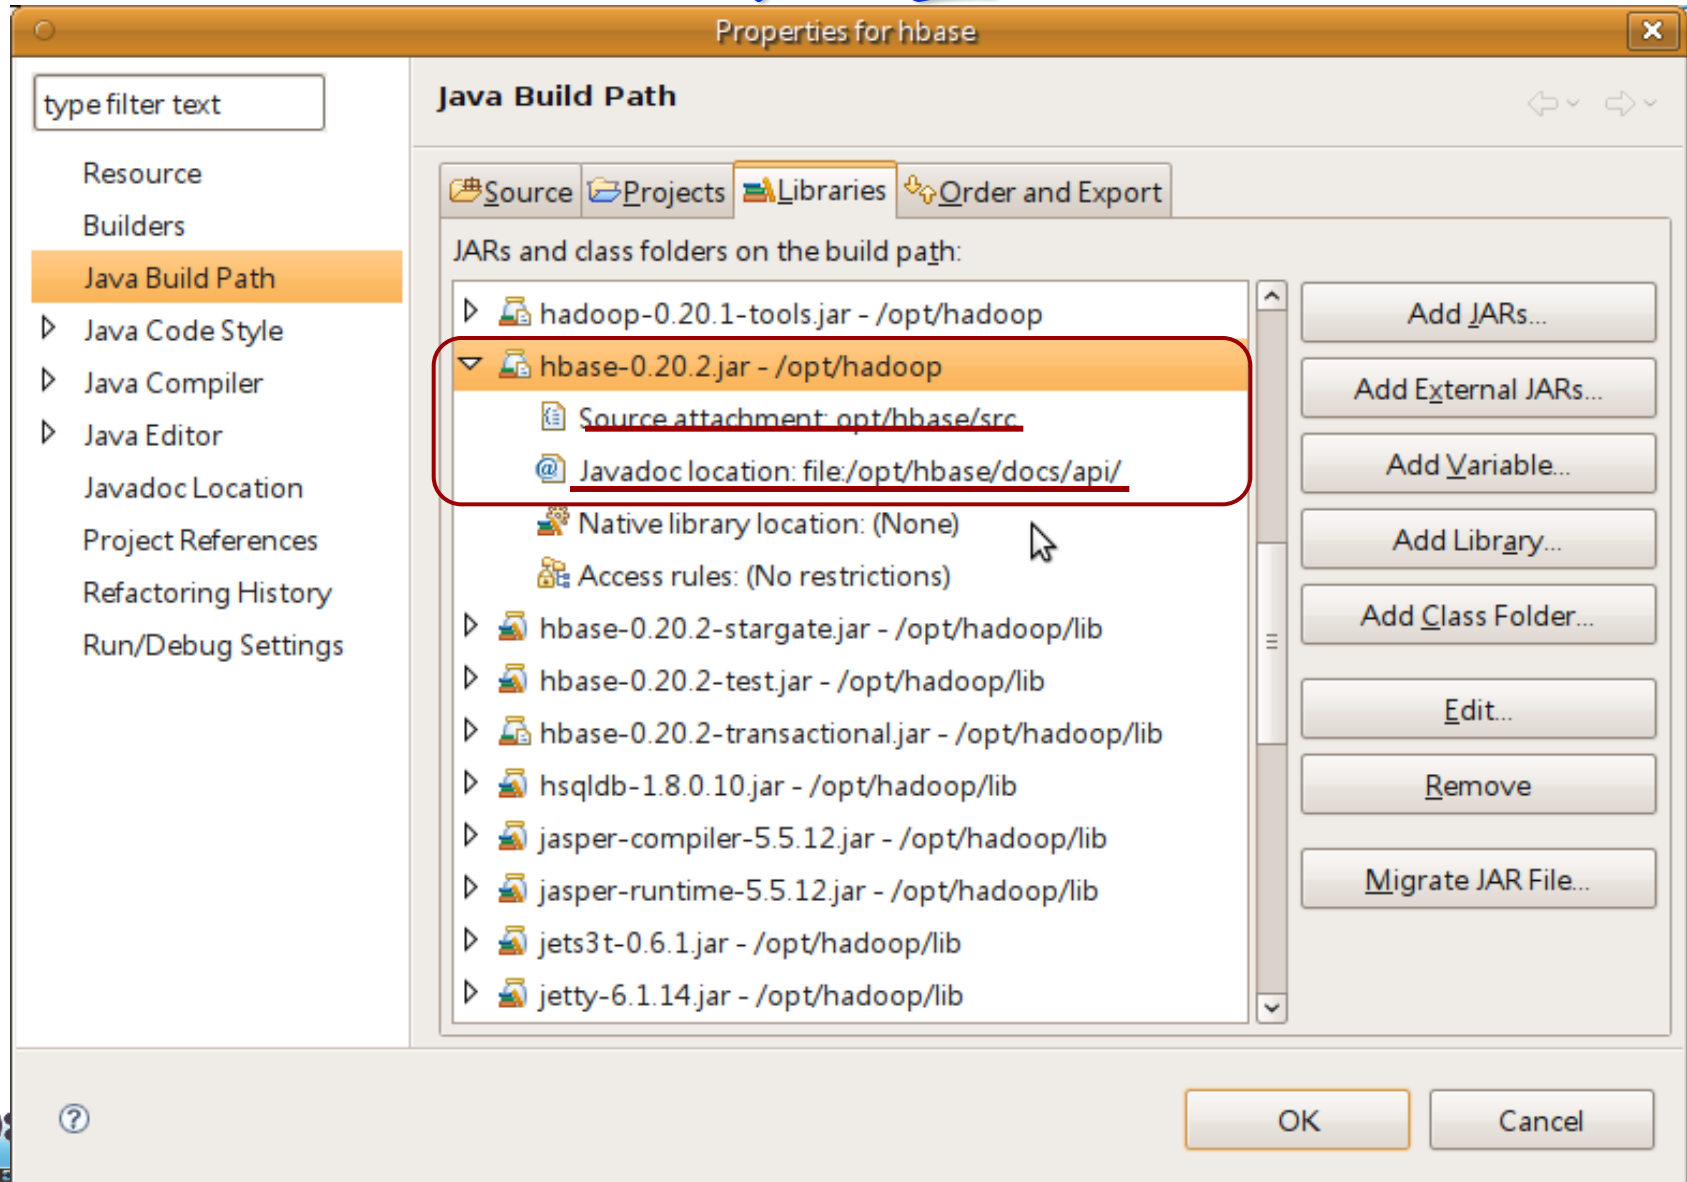 Properties for hbase
type filter text
Resource
Builders
Java Build Path
Java Code Style
Java Compiler
Java Editor
Javadoc Location
Project References
Refactoring History
Run/Debug Settings
Java Build Path
Source
Projects
Libraries
Order and Export
JARs and class folders on the build path:
hadoop-0.20.1-tools.jar - /opt/hadoop
hbase-0.20.2.jar - /opt/hadoop
Source attachment: opt/hbase/src
Javadoc location: file:/opt/hbase/docs/api/
Native library location: (None)
Access rules: (No restrictions)
hbase-0.20.2-stargate.jar - /opt/hadoop/lib
hbase-0.20.2-test.jar - /opt/hadoop/lib
hbase-0.20.2-transactional.jar - /opt/hadoop/lib
hsqldb-1.8.0.10.jar - /opt/hadoop/lib
jasper-compiler-5.5.12.jar - /opt/hadoop/lib
jasper-runtime-5.5.12.jar - /opt/hadoop/lib
jets3t-0.6.1.jar - /opt/hadoop/lib
jetty-6.1.14.jar - /opt/hadoop/lib
Add JARs...
Add External JARs...
Add Variable...
Add Library...
Add Class Folder...
Edit...
Remove
Migrate JAR File...
OK
Cancel